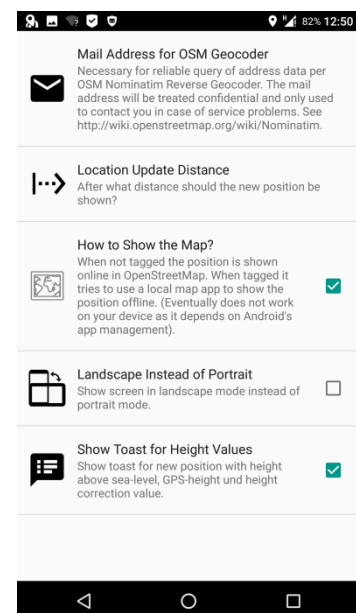 H 82% 12:50
Mail Address for OSM Geocoder
Necessary for reliable query of address data per
OSM Nominatim Reverse Geocoder. The mail
address will be treated confidential and only used
to contact you in case of service problems. See
http://wiki.openstreetmap.org/wiki/Nominatim.
Location Update Distance
After what distance should the new position be
shown?
How to Show the Map?
When not tagged the position is shown
online in OpenStreetMap. When tagged it
tries to use a local map app to show the
position offline. (Eventually does not work
on your device as it depends on Android's
app management).
Landscape Instead of Portrait
Show screen in landscape mode instead of
portrait mode.
Show Toast for Height Values
Show toast for new position with height
above sea-level, GPS-height und height
correction value.